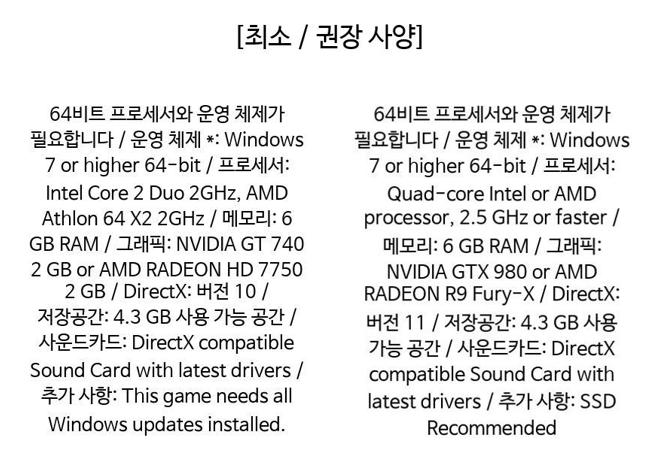 [최소 / 권장 사양]
64비트 프로세서와 운영 체제가
필요합니다 / 운영 체제 *: Windows
7 or higher 64-bit / 프로세서:
Intel Core 2 Duo 2GHz, AMD
Athlon 64 X2 2GHz / 메모리: 6
GB RAM / 그래픽: NVIDIA GT 740
2 GB or AMD RADEON HD 7750
2 GB / DirectX: 버전 10 /
저장공간: 4.3 GB 사용 가능 공간 /
사운드카드: DirectX compatible
Sound Card with latest drivers /
추가 사항: This game needs all
Windows updates installed.
64비트 프로세서와 운영 체제가
필요합니다 / 운영 체제 *: Windows
7 or higher 64-bit / 프로세서:
Quad-core Intel or AMD
processor, 2.5 GHz or faster /
메모리: 6 GB RAM / 그래픽:
NVIDIA GTX 980 or AMD
RADEON R9 Fury-X / DirectX:
버전 11 / 저장공간: 4.3 GB 사용
가능 공간 / 사운드카드: DirectX
compatible Sound Card with
latest drivers / 추가 사항: SSD
Recommended